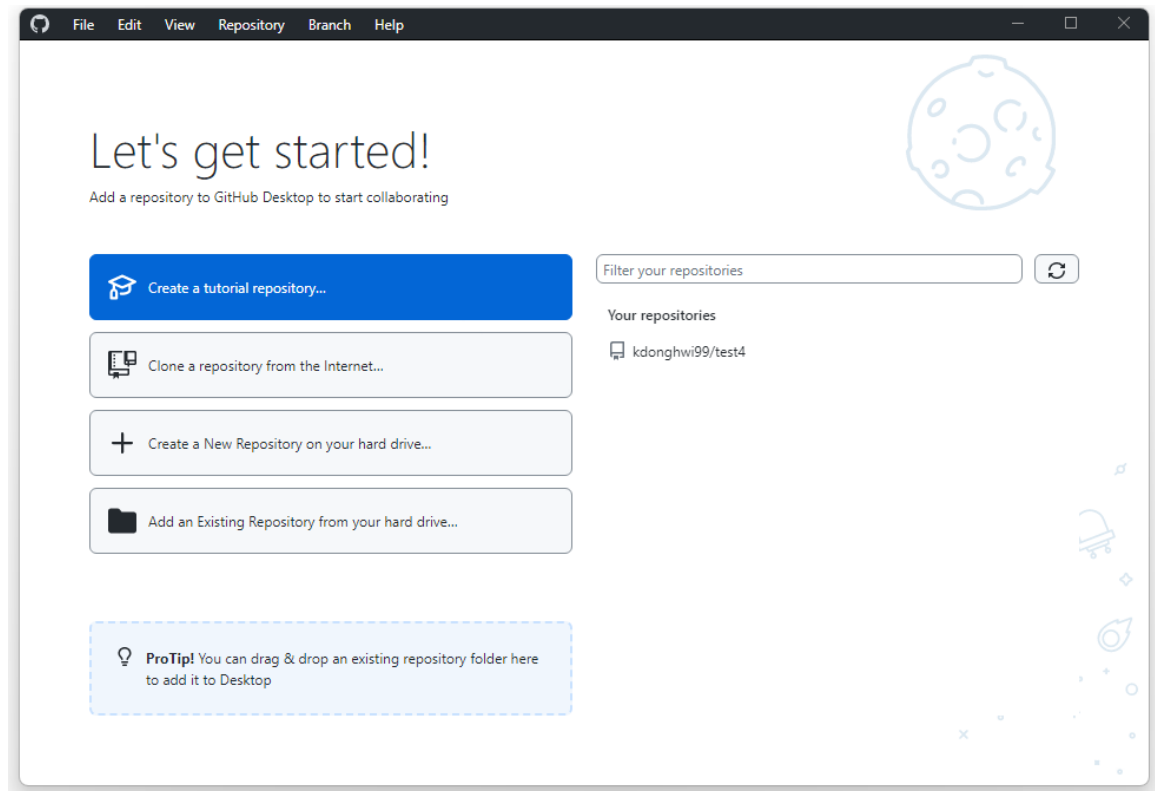 File Edit View Repository Branch Help
Let's get started!
Add a repository to GitHub Desktop to start collaborating
Create a tutorial repository...
Clone a repository from the Internet...
Create a New Repository on your hard drive...
Add an Existing Repository from your hard drive...
ProTip! You can drag & drop an existing repository folder here
to add it to Desktop
Filter your repositories
Your repositories
kdonghwi99/test4